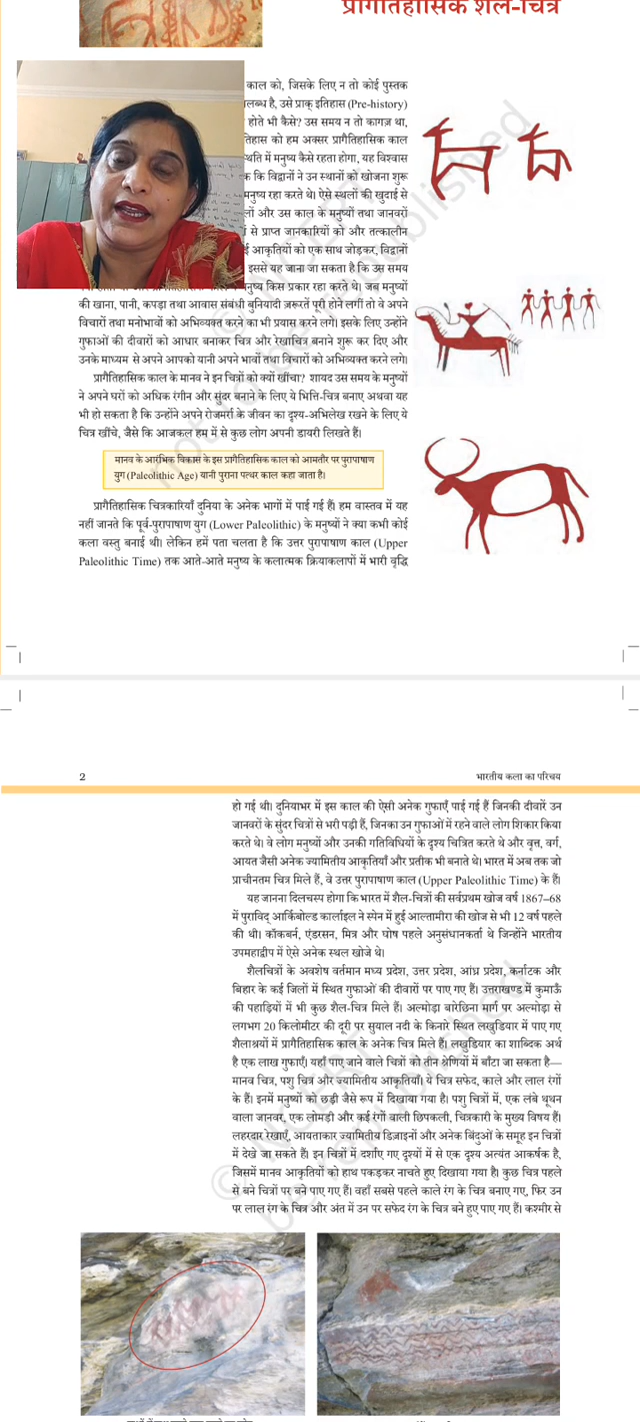 प्रागैतिहासिक शैल-चित्र
काल को, जिसके लिए न तो कोई पुस्तक
उसे प्राक् इतिहास (Pre-history)
होते भी कैसे? उस समय न तो कागज़ था,
को हम अक्सर प्रागैतिहासिक काल
में मनुष्य कैसे रहता होगा, यह विश्वास
कि विद्वानों ने उन स्थानों को खोजना शुरू
मनुष्य रहा करते थे। ऐसे स्थलों की खुदाई से
और उस काल के मनुष्यों तथा जानवरों
से प्राप्त जानकारियों को और तत्कालीन
आकृतियों को एक साथ जोड़कर, विद्वानों
इससे यह जाना जा सकता है कि उस समय
मनुष्य किस प्रकार रहा करते थे। जब मनुष्यों
की खाना, पानी, कपड़ा तथा आवास संबंधी बुनियादी ज़रूरतें पूरी होने लगीं तो वे अपने
विचारों तथा मनोभावों को अभिव्यक्त करने का भी प्रयास करने लगे। इसके लिए उन्होंने
गुफाओं की दीवारों को आधार बनाकर चित्र और रेखाचित्र बनाने शुरू कर दिए और
उनके माध्यम से अपने आपको यानी अपने भावों तथा विचारों को अभिव्यक्त करने लगे।
प्रागैतिहासिक काल के मानव ने इन चित्रों को क्यों खींचा? शायद उस समय के मनुष्यों
ने अपने घरों को अधिक रंगीन और सुंदर बनाने के लिए ये भित्ति-चित्र बनाए अथवा यह
भी हो सकता है कि उन्होंने अपने रोजमर्रा के जीवन का दृश्य-अभिलेख रखने के लिए ये
चित्र खींचे, जैसे कि आजकल हम में से कुछ लोग अपनी डायरी लिखते हैं।
मानव के आरंभिक विकास के इस प्रागैतिहासिक काल को आमतौर पर पुरापाषाण
युग (Paleolithic Age) यानी पुराना पत्थर काल कहा जाता है।
प्रागैतिहासिक चित्रकारियाँ दुनिया के अनेक भागों में पाई गई हैं। हम वास्तव में यह
नहीं जानते कि पूर्व-पुरापाषाण युग (Lower Paleolithic) के मनुष्यों ने क्या कभी कोई
कला वस्तु बनाई थी। लेकिन हमें पता चलता है कि उत्तर पुरापाषाण काल (Upper
Paleolithic Time) तक आते-आते मनुष्य के कलात्मक क्रियाकलापों में भारी वृद्धि
2
भारतीय कला का परिचय
हो गई थी। दुनियाभर में इस काल की ऐसी अनेक गुफाएँ पाई गई हैं जिनकी दीवारें उन
जानवरों के सुंदर चित्रों से भरी पड़ी हैं, जिनका उन गुफाओं में रहने वाले लोग शिकार किया
करते थे। वे लोग मनुष्यों और उनकी गतिविधियों के दृश्य चित्रित करते थे और वृत्त, वर्ग,
आयत जैसी अनेक ज्यामितीय आकृतियाँ और प्रतीक भी बनाते थे। भारत में अब तक जो
प्राचीनतम चित्र मिले हैं, वे उत्तर पुरापाषाण काल (Upper Paleolithic Time) के हैं।
यह जानना दिलचस्प होगा कि भारत में शैल-चित्रों की सर्वप्रथम खोज वर्ष 1867–68
में पुराविद् आर्किबोल्ड कार्लाइल ने स्पेन में हुई आल्तामीरा की खोज से भी 12 वर्ष पहले
की थी। कॉकबर्न, एंडरसन, मित्र और घोष पहले अनुसंधानकर्ता थे जिन्होंने भारतीय
उपमहाद्वीप में ऐसे अनेक स्थल खोजे थे।
शैलचित्रों के अवशेष वर्तमान मध्य प्रदेश, उत्तर प्रदेश, आंध्र प्रदेश, कर्नाटक और
बिहार के कई जिलों में स्थित गुफाओं की दीवारों पर पाए गए हैं। उत्तराखण्ड में कुमाऊँ
की पहाड़ियों में भी कुछ शैल-चित्र मिले हैं। अल्मोड़ा बारेछिना मार्ग पर अल्मोड़ा से
लगभग 20 किलोमीटर की दूरी पर सुयाल नदी के किनारे स्थित लखुडियार में पाए गए
शैलाश्रयों में प्रागैतिहासिक काल के अनेक चित्र मिले हैं। लखुडियार का शाब्दिक अर्थ
है एक लाख गुफाएँ। यहाँ पाए जाने वाले चित्रों को तीन श्रेणियों में बाँटा जा सकता है—
मानव चित्र, पशु चित्र और ज्यामितीय आकृतियाँ। ये चित्र सफेद, काले और लाल रंगों
के हैं। इनमें मनुष्यों को छड़ी जैसे रूप में दिखाया गया है। पशु चित्रों में, एक लंबे थूथन
वाला जानवर, एक लोमड़ी और कई रंगों वाली छिपकली, चित्रकारी के मुख्य विषय हैं।
लहरदार रेखाएँ, आयताकार ज्यामितीय डिज़ाइनों और अनेक बिंदुओं के समूह इन चित्रों
में देखे जा सकते हैं। इन चित्रों में दर्शाए गए दृश्यों में से एक दृश्य अत्यंत आकर्षक है,
जिसमें मानव आकृतियों को हाथ पकड़कर नाचते हुए दिखाया गया है। कुछ चित्र पहले
से बने चित्रों पर बने पाए गए हैं। वहाँ सबसे पहले काले रंग के चित्र बनाए गए, फिर उन
पर लाल रंग के चित्र और अंत में उन पर सफेद रंग के चित्र बने हुए पाए गए हैं। कश्मीर से